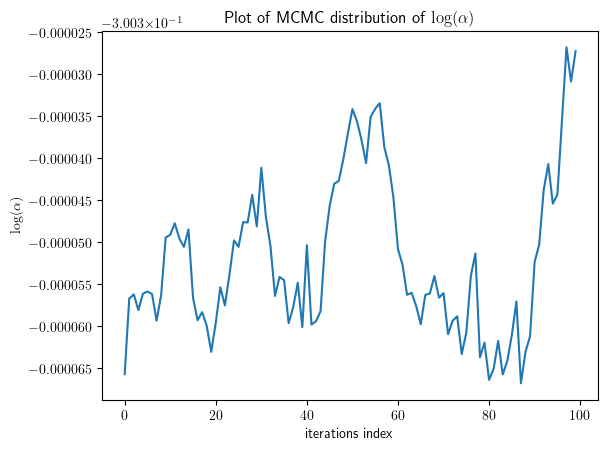 Plot of MCMC distribution of log(α)
−3.003×10⁻¹
−0.000025
−0.000030
−0.000035
−0.000040
−0.000045
−0.000050
−0.000055
−0.000060
−0.000065
log(α)
0 20 40 60 80 100
iterations index